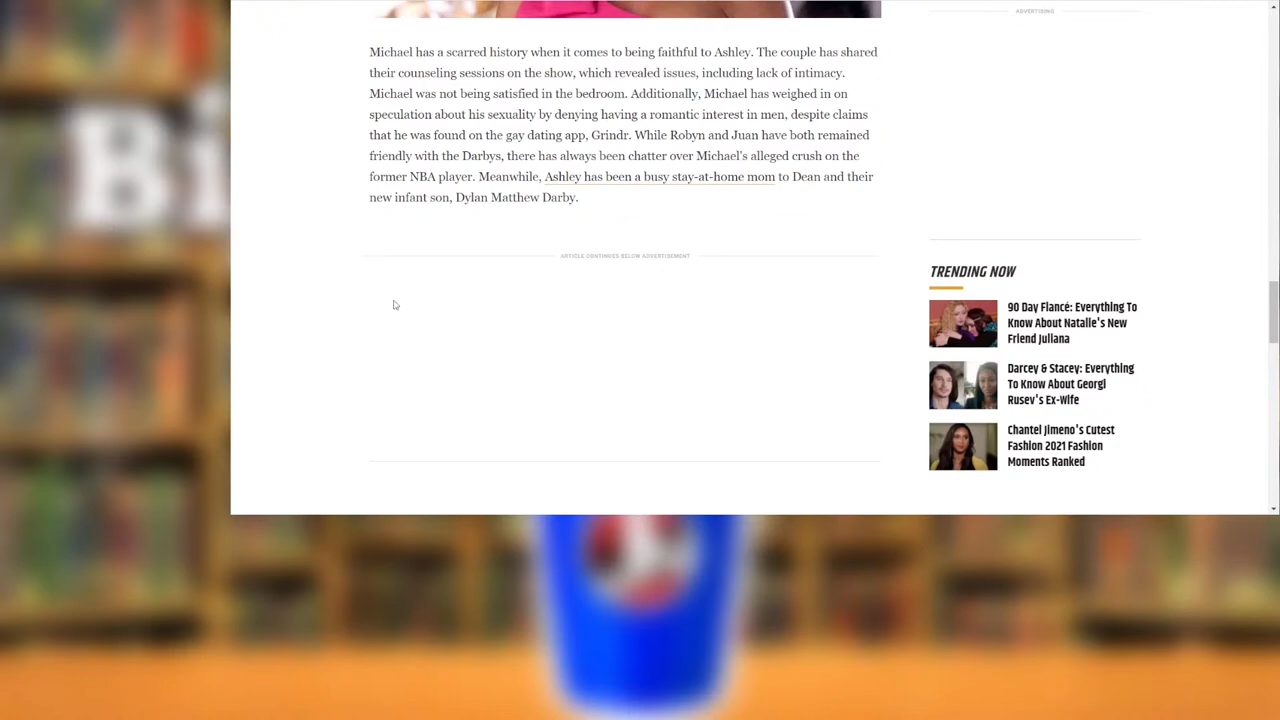 ADVERTISING
Michael has a scarred history when it comes to being faithful to Ashley. The couple has shared
their counseling sessions on the show, which revealed issues, including lack of intimacy.
Michael was not being satisfied in the bedroom. Additionally, Michael has weighed in on
speculation about his sexuality by denying having a romantic interest in men, despite claims
that he was found on the gay dating app, Grindr. While Robyn and Juan have both remained
friendly with the Darbys, there has always been chatter over Michael's alleged crush on the
former NBA player. Meanwhile, Ashley has been a busy stay-at-home mom to Dean and their
new infant son, Dylan Matthew Darby.
ARTICLE CONTINUES BELOW ADVERTISEMENT
TRENDING NOW
90 Day Fiancé: Everything To
Know About Natalie's New
Friend Juliana
Darcey & Stacey: Everything
To Know About Georgi
Rusev's Ex-Wife
Chantel Jimeno's Cutest
Fashion 2021 Fashion
Moments Ranked
Bi